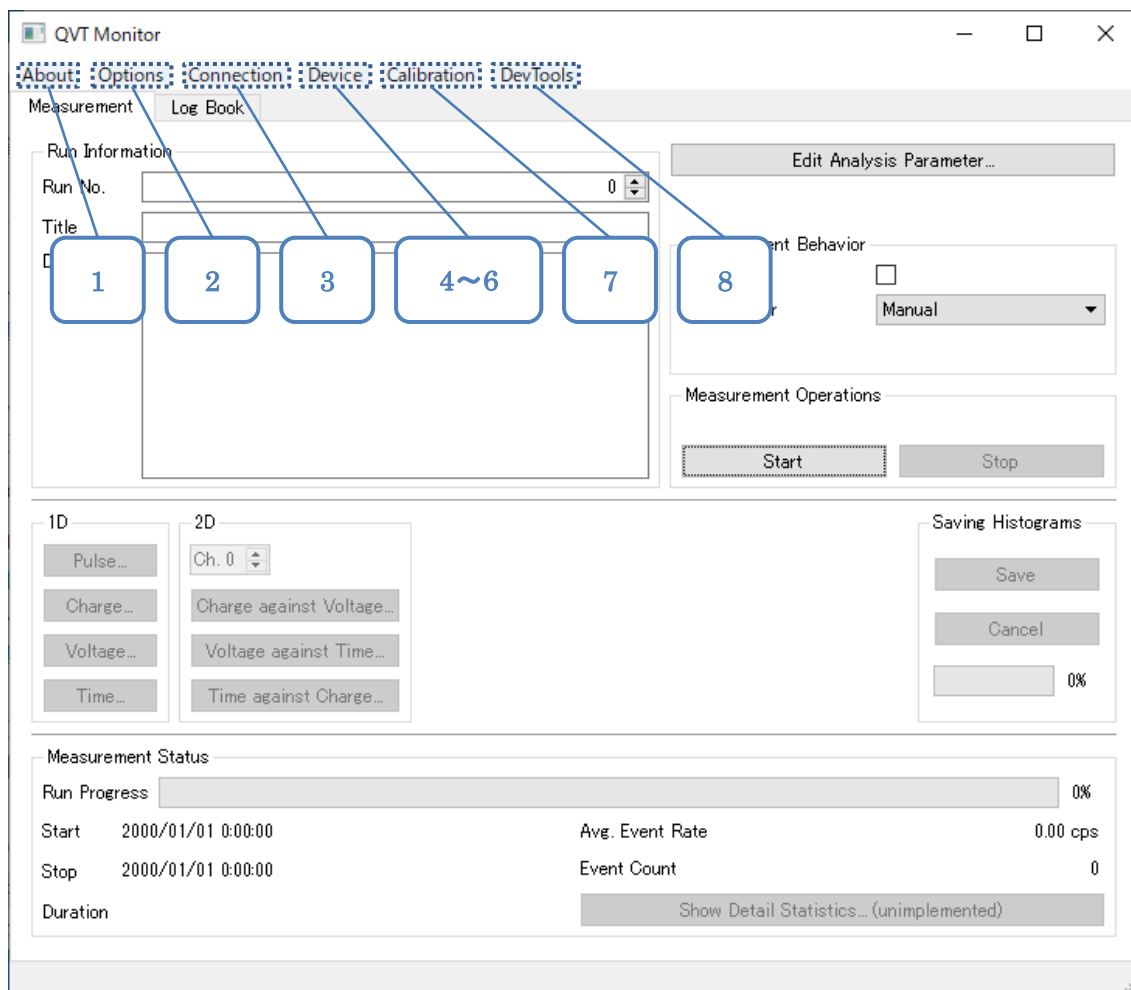 QVT Monitor
About Options Connection Device Calibration DevTools
Measurement Log Book
Run Information
Edit Analysis Parameter...
Run No. 0
Title
1 2 3 4～6 7 8
ent Behavior
Manual
Measurement Operations
Start Stop
1D 2D Saving Histograms
Pulse... Ch. 0 Save
Charge... Charge against Voltage...
Cancel
Voltage... Voltage against Time...
Time... Time against Charge... 0%
Measurement Status
Run Progress 0%
Start 2000/01/01 0:00:00 Avg. Event Rate 0.00 cps
Stop 2000/01/01 0:00:00 Event Count 0
Duration Show Detail Statistics... (unimplemented)